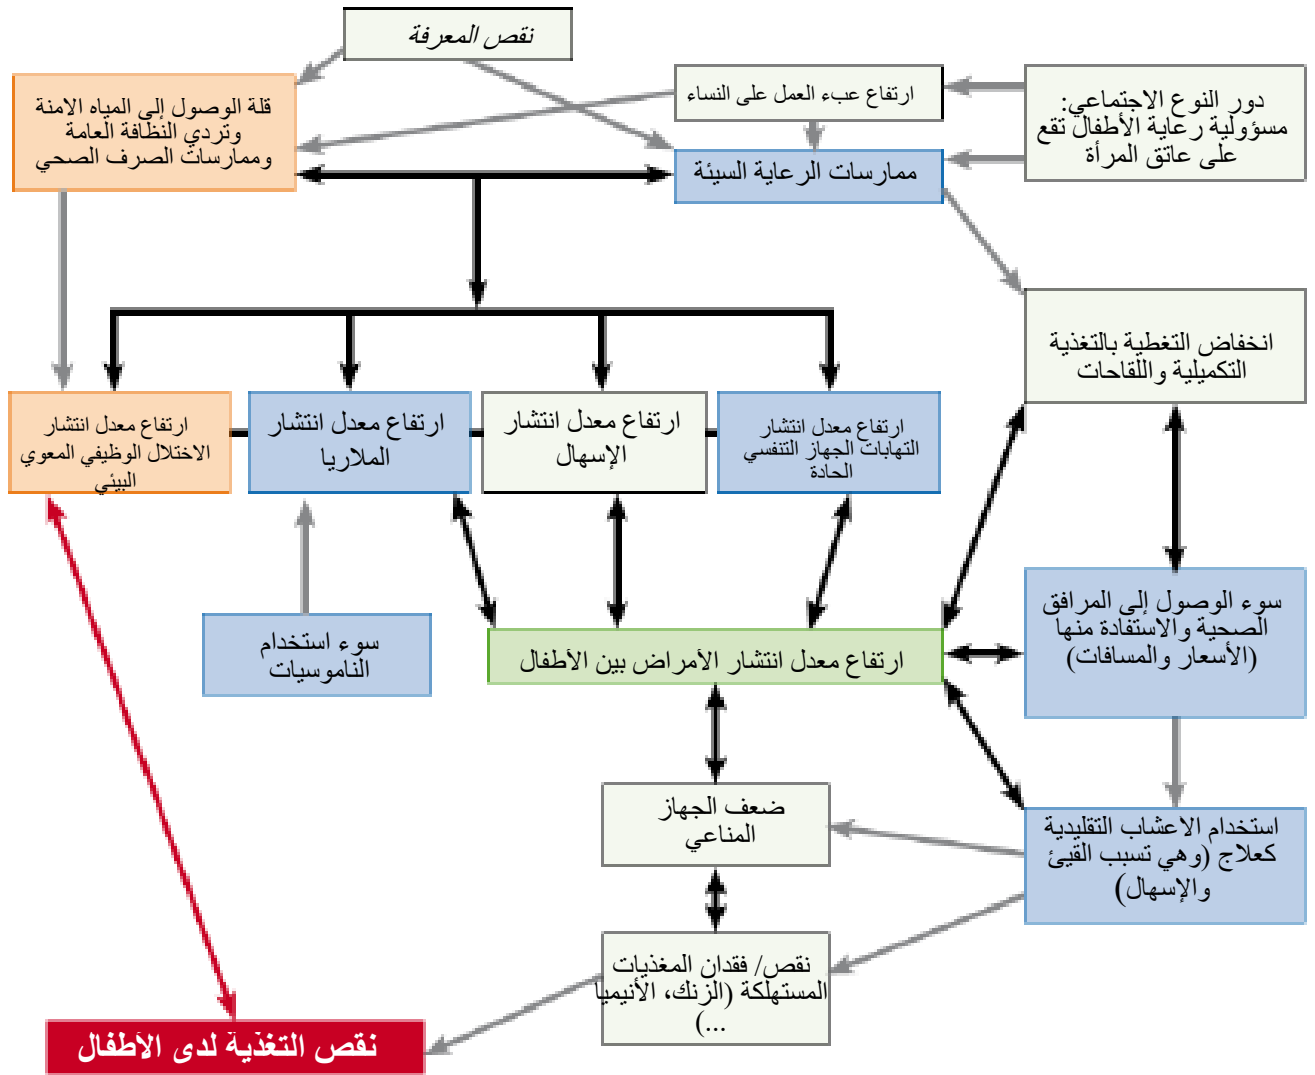 نقص المعرفة
دور النوع الاجتماعي:
مسؤولية رعاية الأطفال تقع
على عاتق المرأة
ارتفاع عبء العمل على النساء
قلة الوصول إلى المياه الامنة
وتردي النظافة العامة
وممارسات الصرف الصحي
ممارسات الرعاية السيئة
انخفاض التغطية بالتغذية
التكميلية واللقاحات
ارتفاع معدل انتشار
التهابات الجهاز التنفسي
الحادة
ارتفاع معدل انتشار
الإسهال
ارتفاع معدل انتشار
الملاريا
ارتفاع معدل انتشار
الاختلال الوظيفي المعوي
البيئي
سوء الوصول إلى المرافق
الصحية والاستفادة منها
(الأسعار والمسافات)
سوء استخدام
الناموسيات
ارتفاع معدل انتشار الأمراض بين الأطفال
ضعف الجهاز
المناعي
استخدام الاعشاب التقليدية
كعلاج (وهي تسبب القيئ
والإسهال)
نقص/ فقدان المغذيات
المستهلكة (الزنك، الأنيميا
...)
نقص التغذية لدى الأطفال